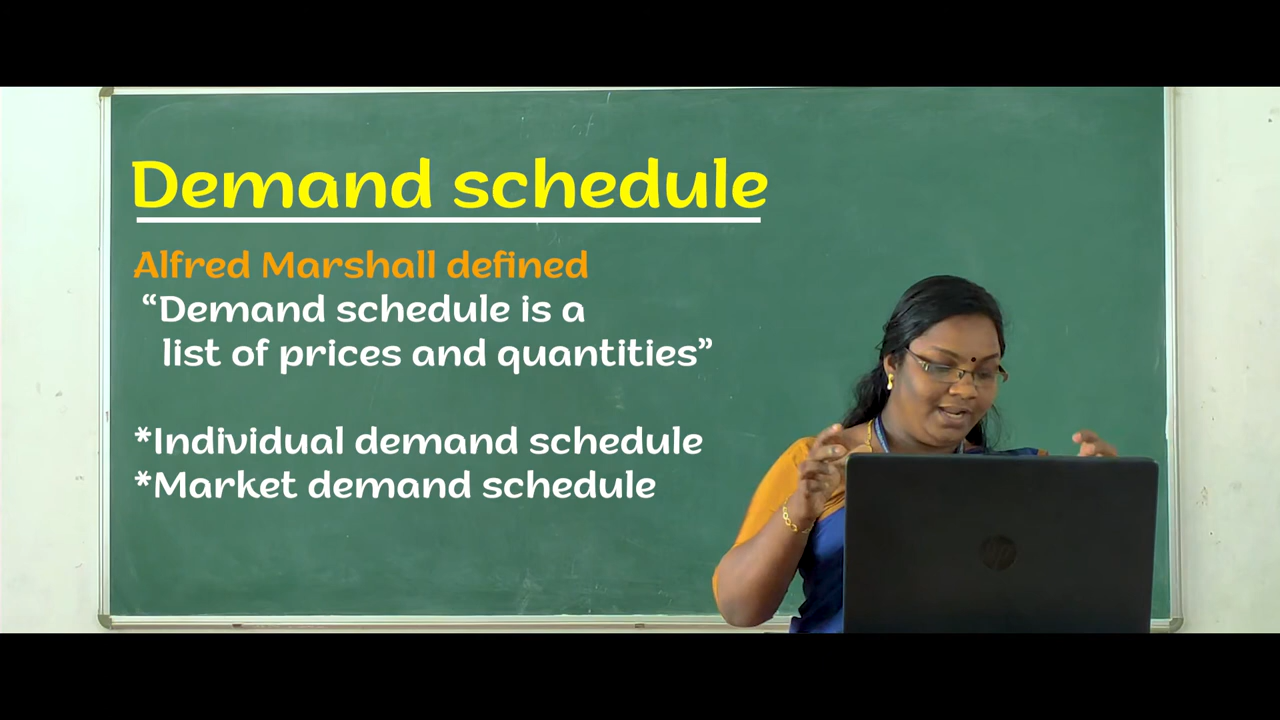 Demand schedule
Alfred Marshall defined
“Demand schedule is a
list of prices and quantities”
*Individual demand schedule
*Market demand schedule
hp